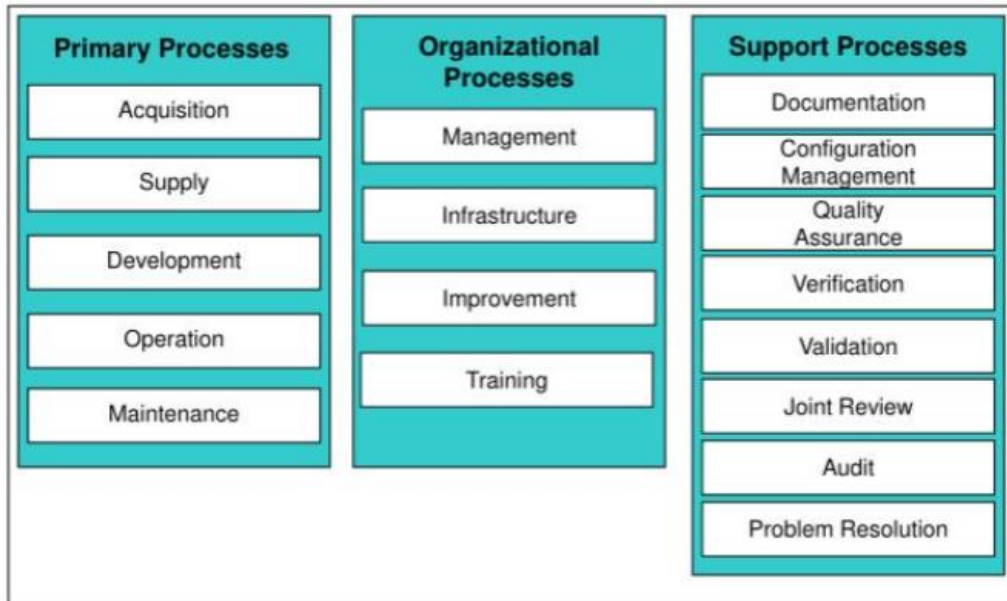 Primary Processes
Acquisition
Supply
Development
Operation
Maintenance
Organizational
Processes
Management
Infrastructure
Improvement
Training
Support Processes
Documentation
Configuration
Management
Quality
Assurance
Verification
Validation
Joint Review
Audit
Problem Resolution